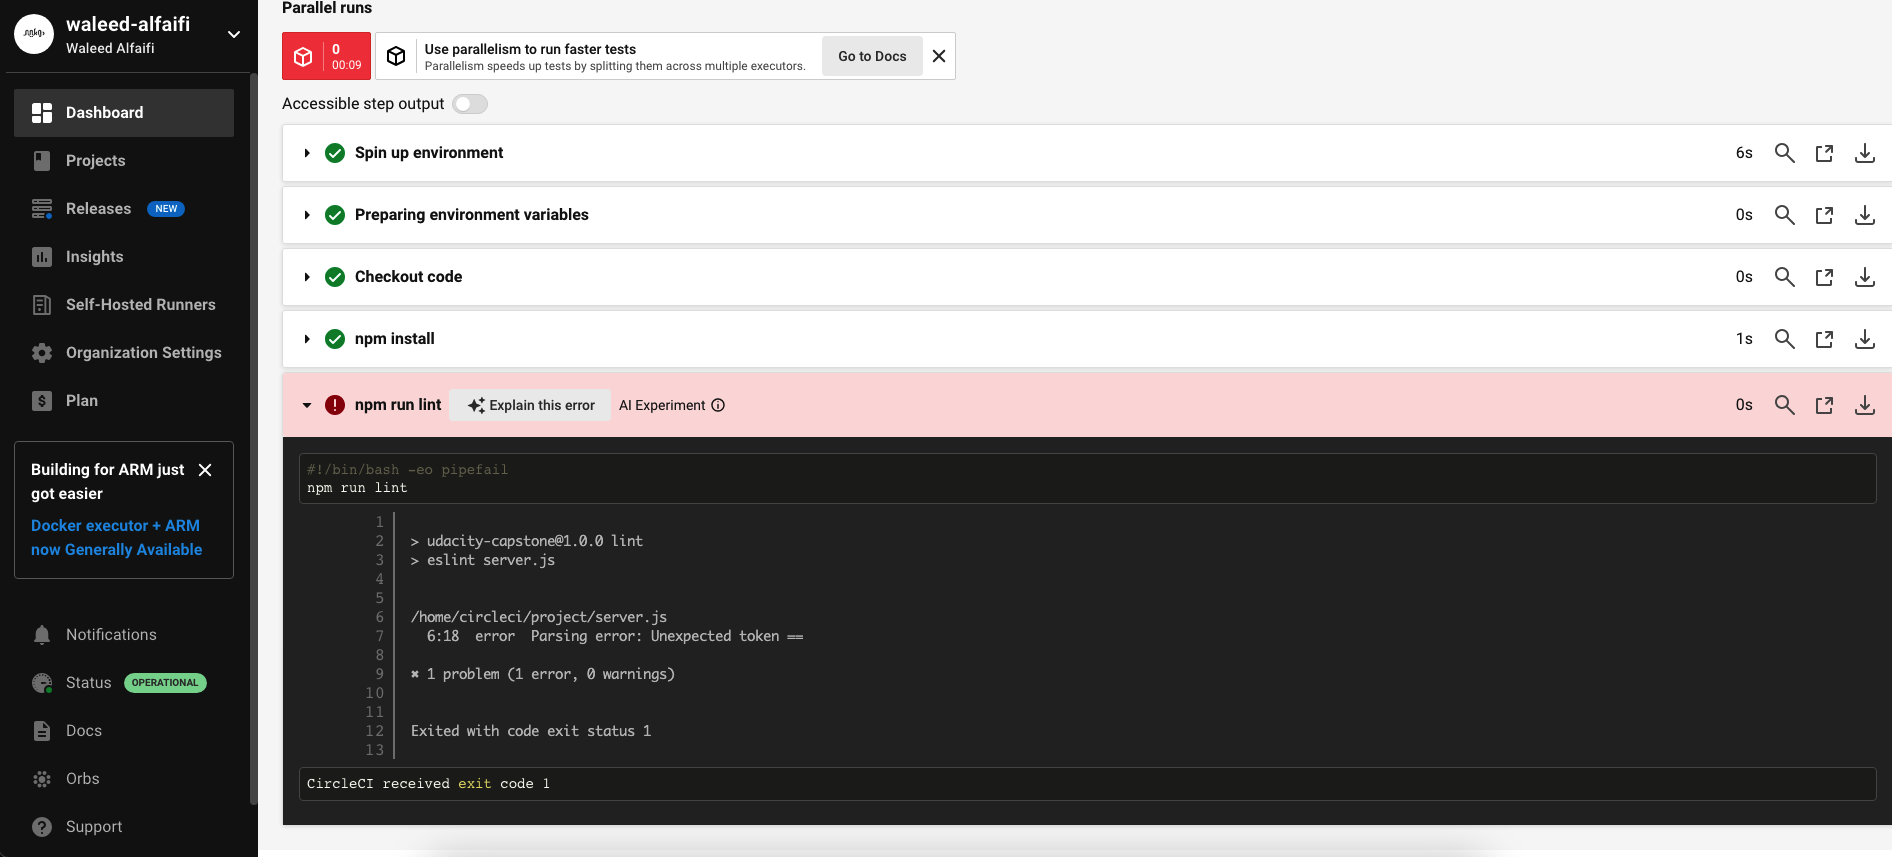 waleed-alfaifi
Waleed Alfaifi
Dashboard
Projects
Releases NEW
Insights
Self-Hosted Runners
Organization Settings
Plan
Building for ARM just
got easier
Docker executor + ARM
now Generally Available
Notifications
Status OPERATIONAL
Docs
Orbs
Support
Parallel runs
0
00:09
Use parallelism to run faster tests
Parallelism speeds up tests by splitting them across multiple executors.
Go to Docs
Accessible step output
Spin up environment 6s
Preparing environment variables 0s
Checkout code 0s
npm install 1s
npm run lint Explain this error AI Experiment 0s
#!/bin/bash -eo pipefail
npm run lint
1
2 > udacity-capstone@1.0.0 lint
3 > eslint server.js
4
5
6 /home/circleci/project/server.js
7 6:18 error Parsing error: Unexpected token ==
8
9 ✖ 1 problem (1 error, 0 warnings)
10
11
12 Exited with code exit status 1
13
CircleCI received exit code 1